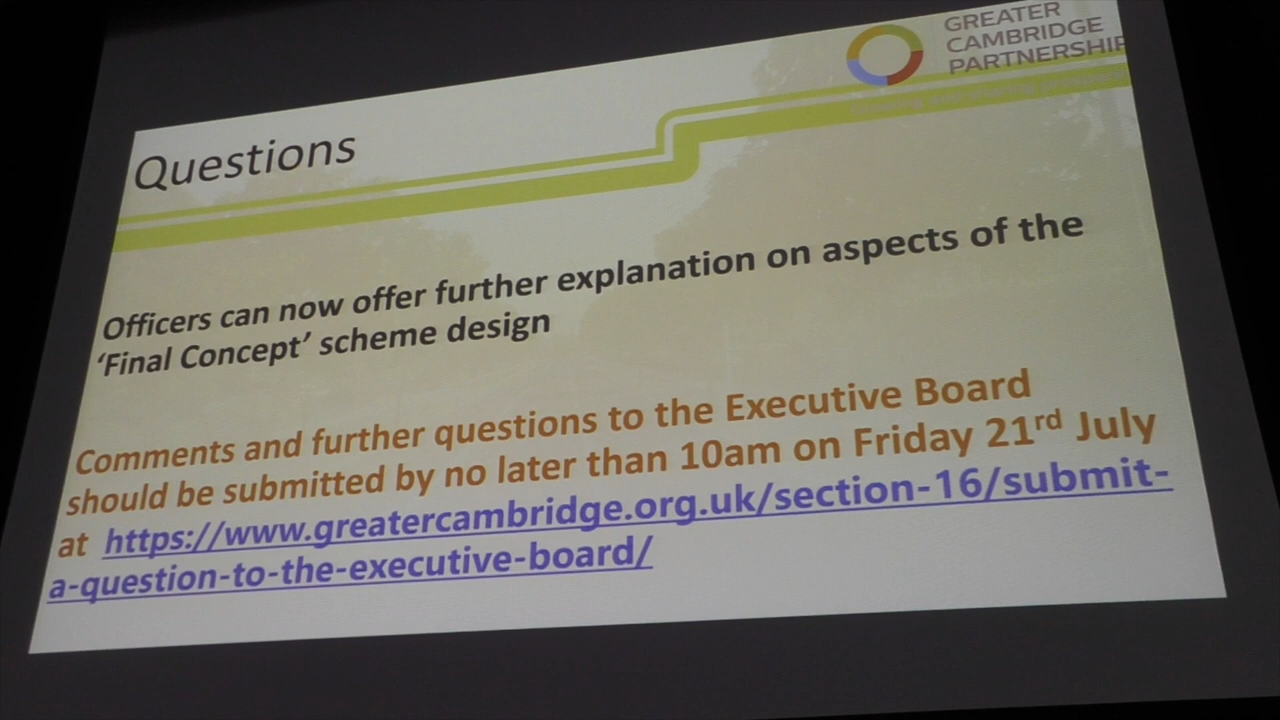 GREATER
CAMBRIDGE
PARTNERSHIP
Questions
Officers can now offer further explanation on aspects of the
‘Final Concept’ scheme design
Comments and further questions to the Executive Board
should be submitted by no later than 10am on Friday 21rd July
at https://www.greatercambridge.org.uk/section-16/submit-
a-question-to-the-executive-board/